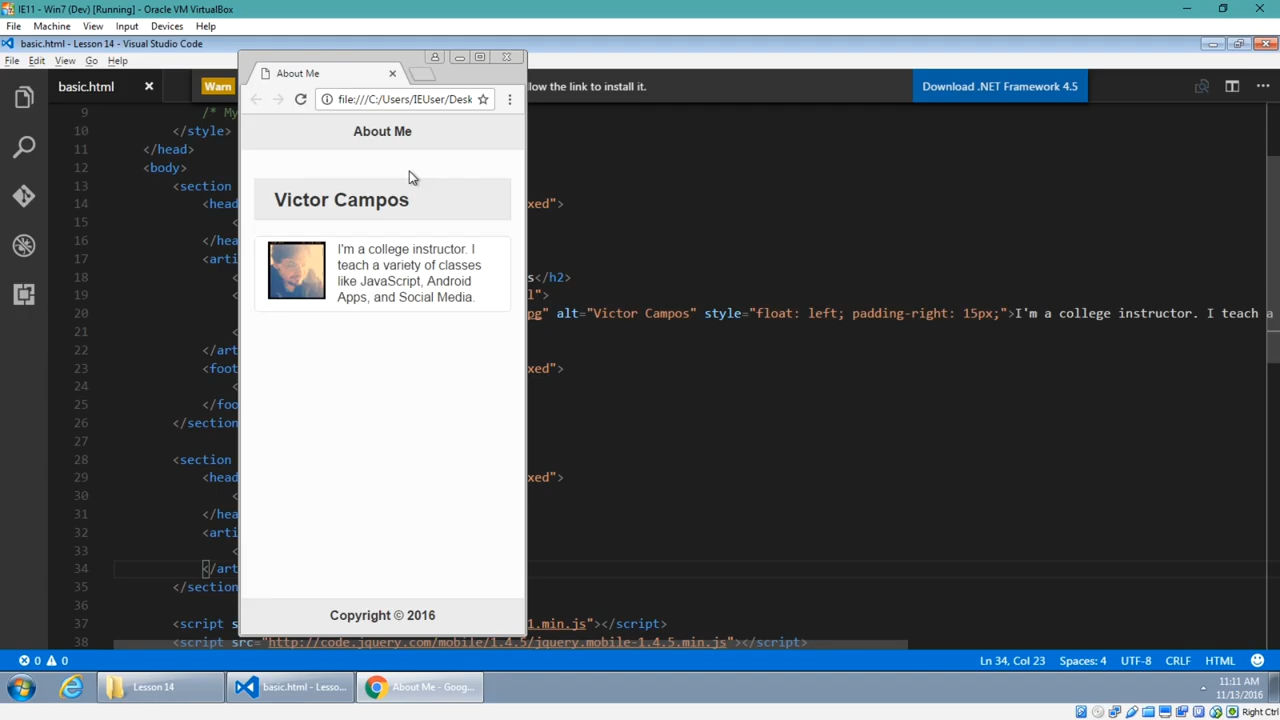 IE11 - Win7 (Dev) [Running] - Oracle VM VirtualBox
File Machine View Input Devices Help
basic.html - Lesson 14 - Visual Studio Code
File Edit View Go Help
basic.html
Warn
llow the link to install it.
Download .NET Framework 4.5
About Me
file:///C:/Users/IEUser/Desk
About Me
Victor Campos
I'm a college instructor. I
teach a variety of classes
like JavaScript, Android
Apps, and Social Media.
Copyright © 2016
9 /* My
10 </style>
11 </head>
12 <body>
13 <section
14 <head xed">
15 <
16 </hea
17 <arti
18 < s</h2>
19 < l">
20 < pg" alt="Victor Campos" style="float: left; padding-right: 15px;">I'm a college instructor. I teach a
21 <
22 </art
23 <foot xed">
24 <
25 </foo
26 </section
27
28 <section
29 <head xed">
30 <
31 </hea
32 <arti
33 <
34 </art
35 </section
36
37 <script s 1.min.js"></script>
38 <script src="http://code.jquery.com/mobile/1.4.5/jquery.mobile-1.4.5.min.js"></script>
0 0
Ln 34, Col 23 Spaces: 4 UTF-8 CRLF HTML
Lesson 14
basic.html - Lesso...
About Me - Goog...
11:11 AM
11/13/2016
Right Ctrl